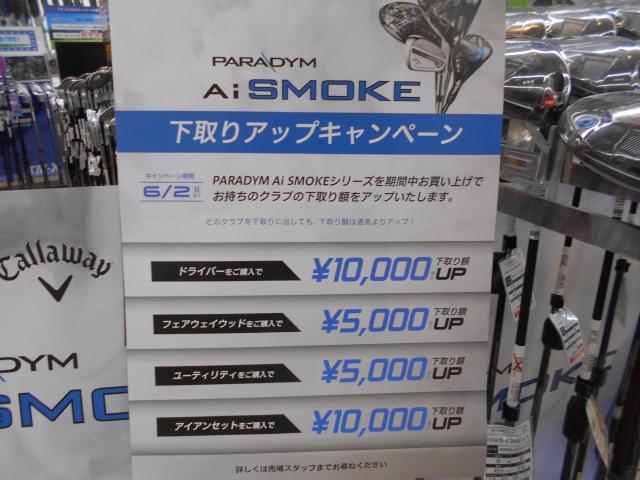 PARADYM
Ai SMOKE
下取りアップキャンペーン
キャンペーン期間
6/2 日まで
PARADYM Ai SMOKEシリーズを期間中お買い上げで
お持ちのクラブの下取り額をアップいたします。
どのクラブを下取りに出しても、下取り額は通常よりアップ！
ドライバーをご購入で ¥10,000 下取り額 UP
フェアウェイウッドをご購入で ¥5,000 下取り額 UP
ユーティリティをご購入で ¥5,000 下取り額 UP
アイアンセットをご購入で ¥10,000 下取り額 UP
詳しくは売場スタッフまでお尋ねください
Callaway
ADYM
SMO